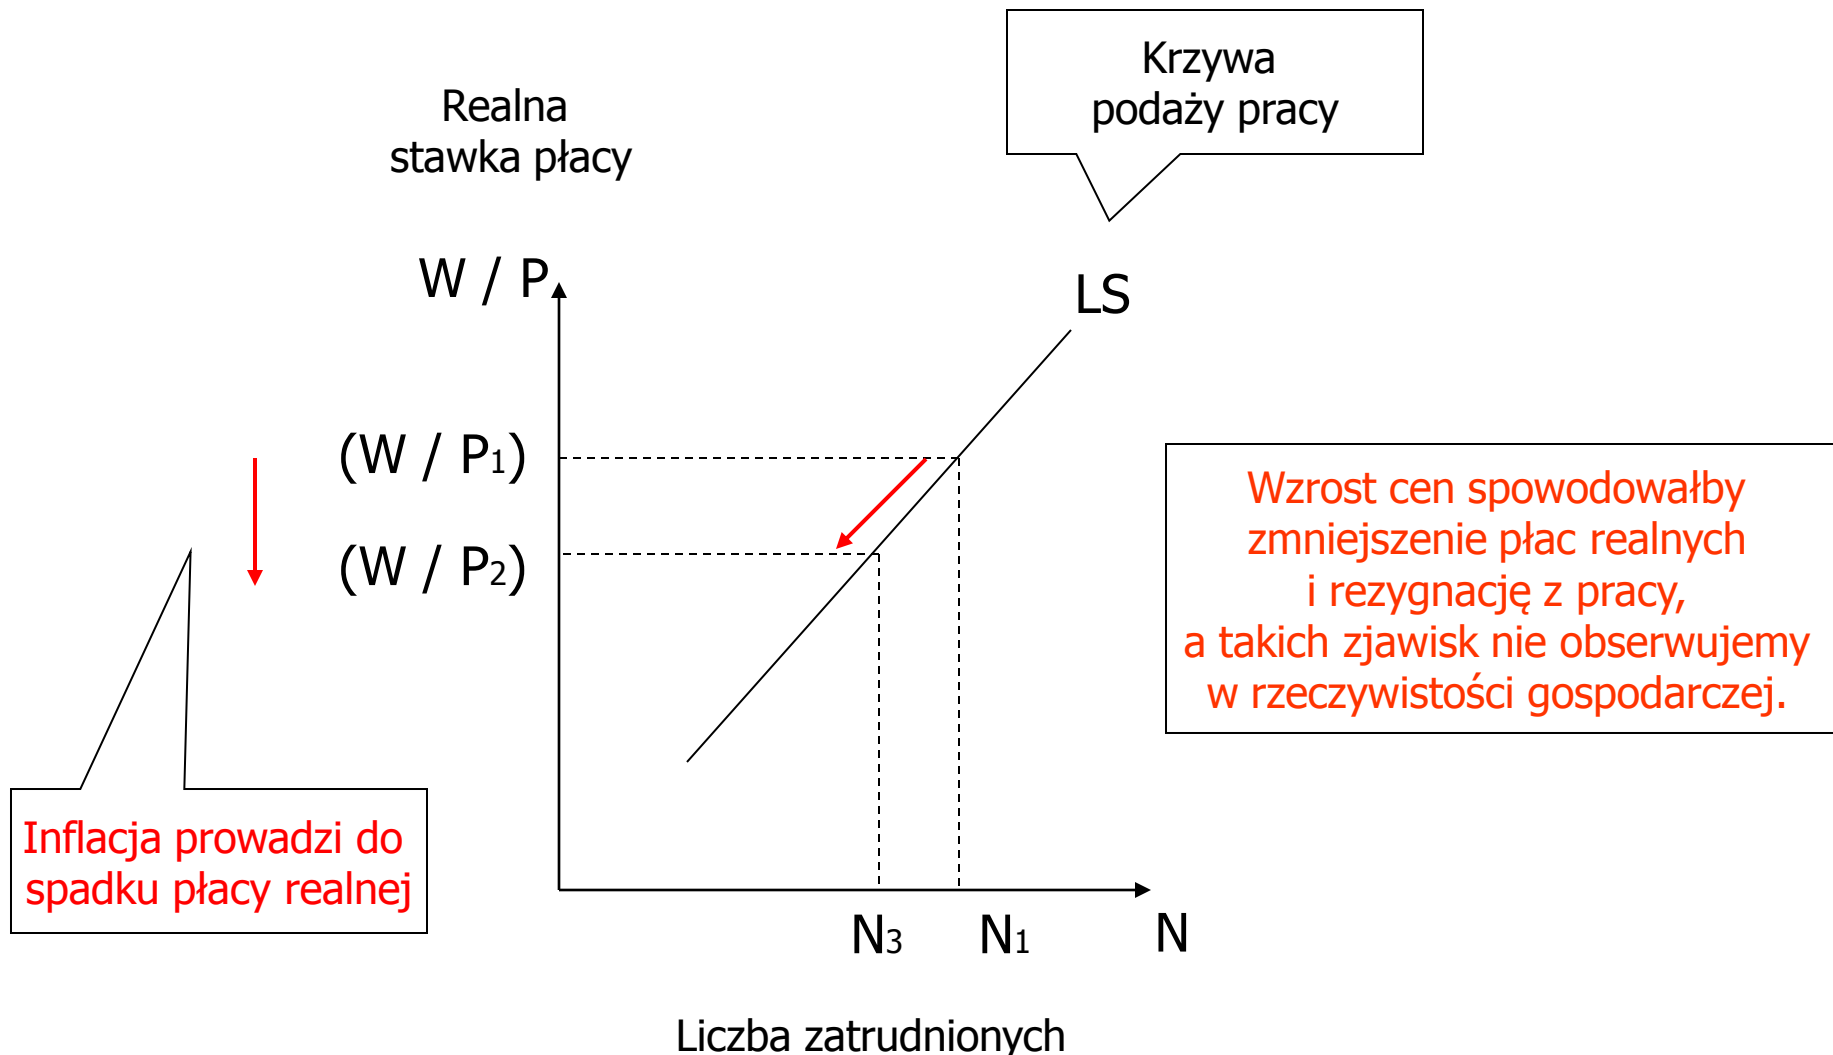 Krzywa
podaży pracy
Realna
stawka płacy
W / P
LS
(W / P1)
(W / P2)
Wzrost cen spowodowałby
zmniejszenie płac realnych
i rezygnację z pracy,
a takich zjawisk nie obserwujemy
w rzeczywistości gospodarczej.
Inflacja prowadzi do
spadku płacy realnej
N3 N1 N
Liczba zatrudnionych